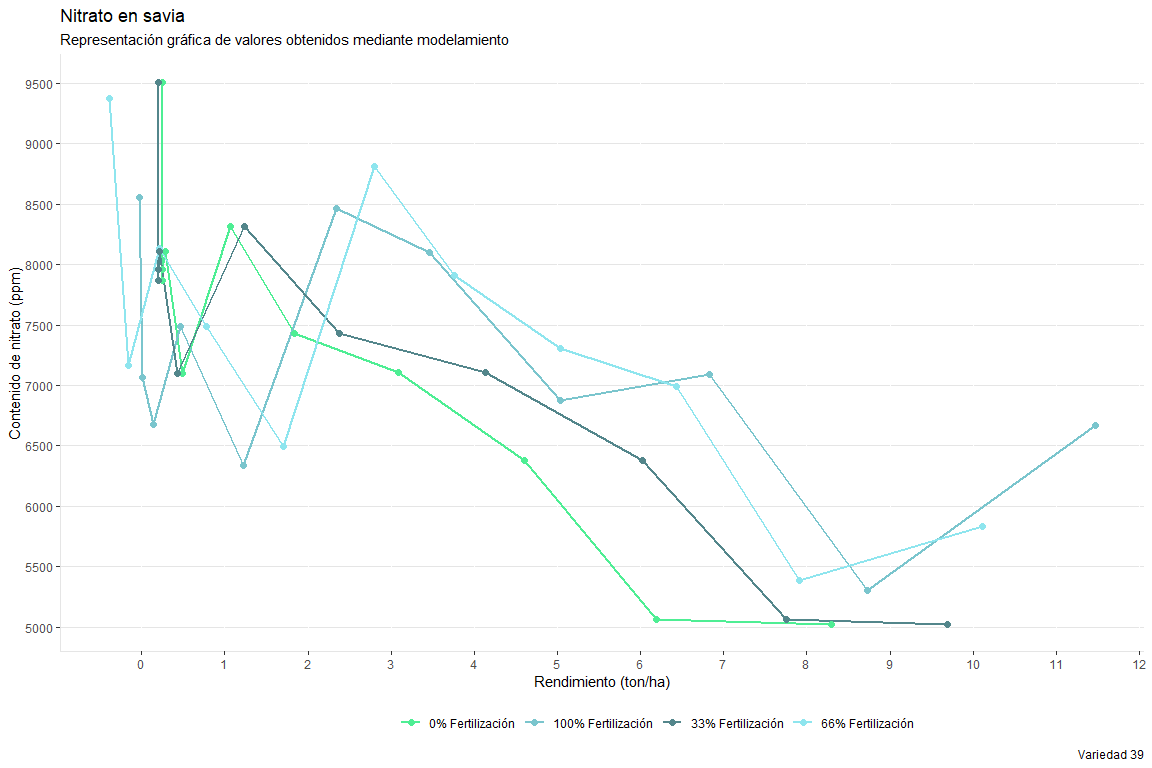 Nitrato en savia
Representación gráfica de valores obtenidos mediante modelamiento
Contenido de nitrato (ppm)
9500
9000
8500
8000
7500
7000
6500
6000
5500
5000
0 1 2 3 4 5 6 7 8 9 10 11 12
Rendimiento (ton/ha)
0% Fertilización 100% Fertilización 33% Fertilización 66% Fertilización
Variedad 39